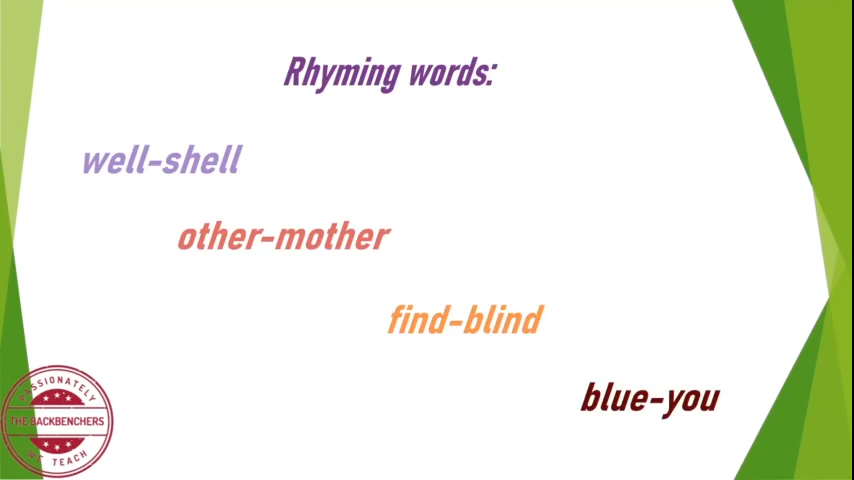 Rhyming words:
well-shell
other-mother
find-blind
blue-you
PASSIONATELY
THE BACKBENCHERS
WE TEACH